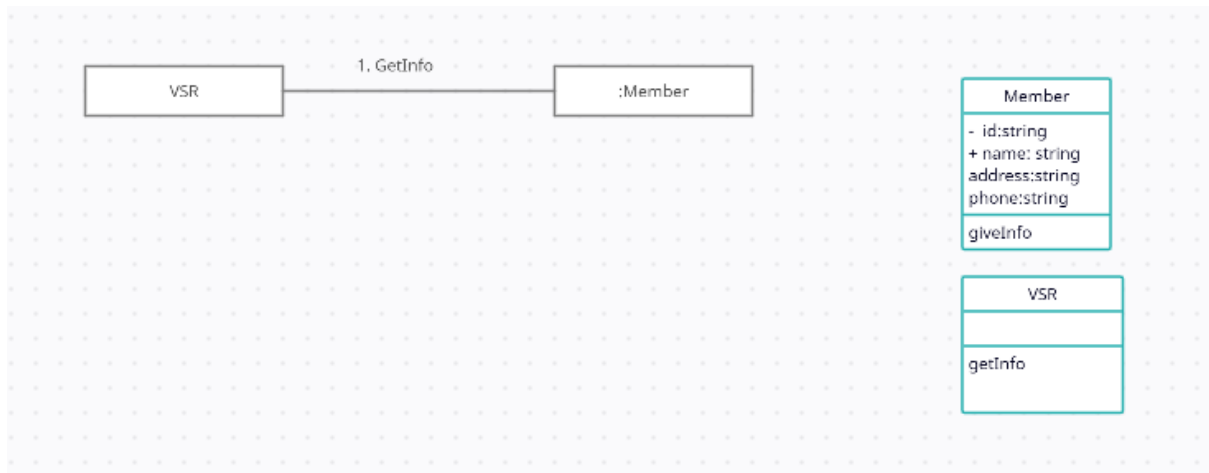 1. GetInfo
VSR
:Member
Member
- id:string
+ name: string
address:string
phone:string
giveInfo
VSR
getInfo